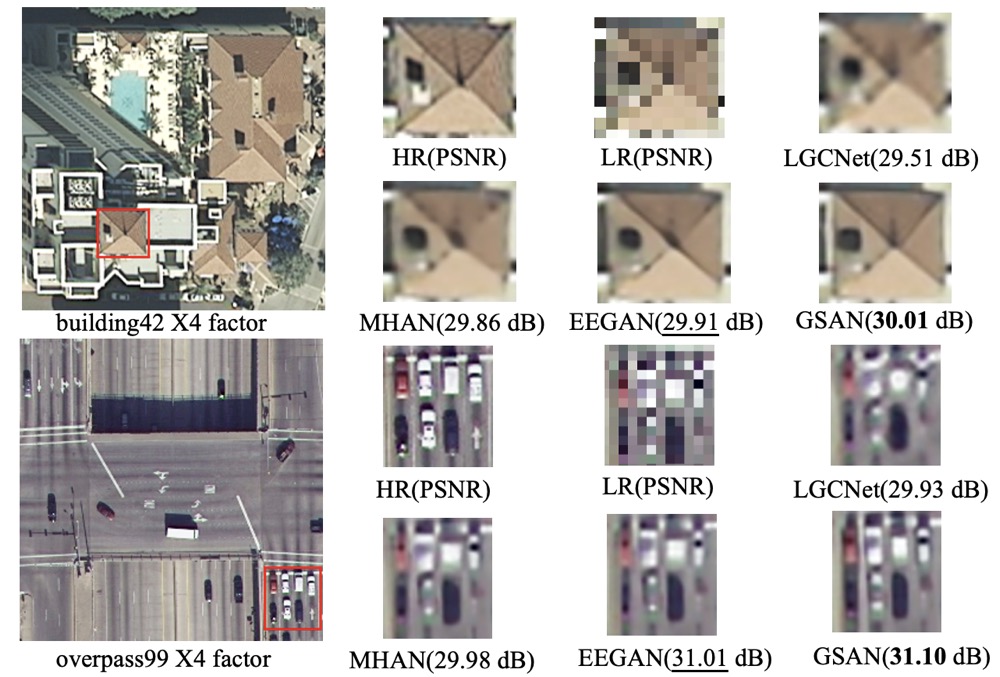 HR(PSNR) LR(PSNR) LGCNet(29.51 dB)
building42 X4 factor MHAN(29.86 dB) EEGAN(29.91 dB) GSAN(30.01 dB)
HR(PSNR) LR(PSNR) LGCNet(29.93 dB)
overpass99 X4 factor MHAN(29.98 dB) EEGAN(31.01 dB) GSAN(31.10 dB)